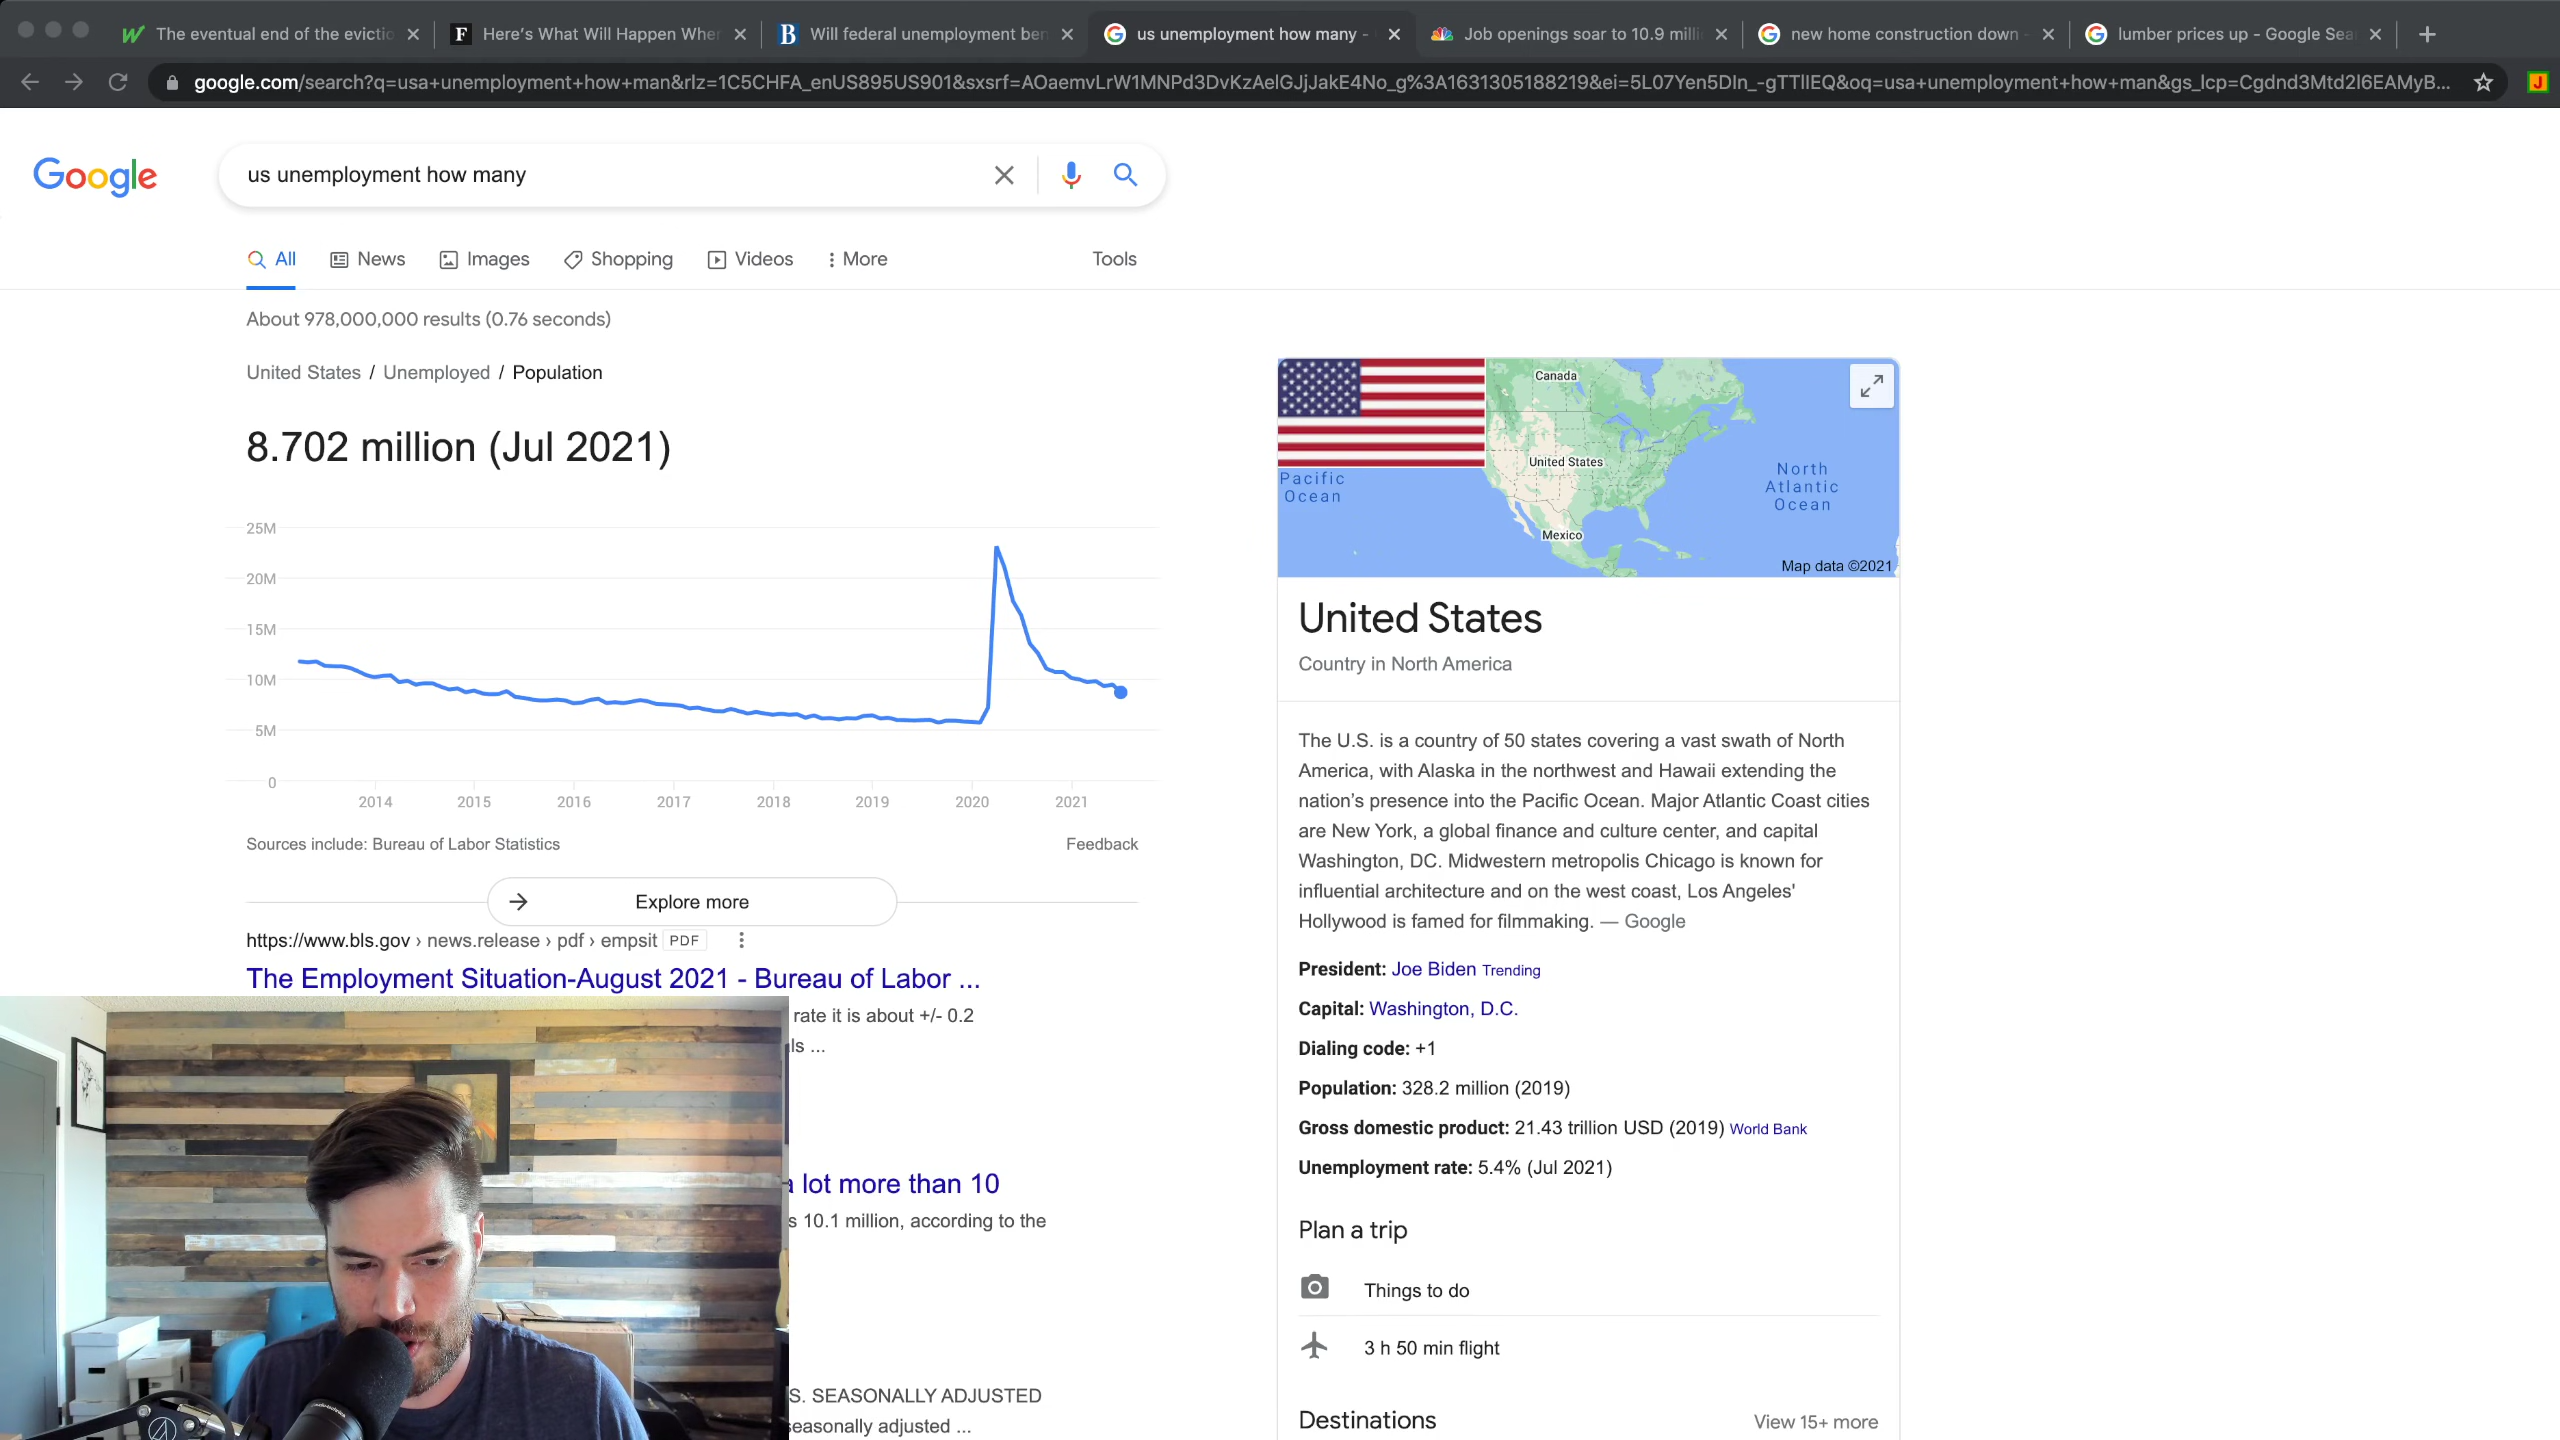 The eventual end of the evictio
Here's What Will Happen When
Will federal unemployment ben
us unemployment how many -
Job openings soar to 10.9 milli
new home construction down -
lumber prices up - Google Sea
google.com/search?q=usa+unemployment+how+man&rlz=1C5CHFA_enUS895US901&sxsrf=AOaemvLrW1MNPd3DvKzAelGJjJakE4No_g%3A1631305188219&ei=5L07Yen5DIn_-gTTlIEQ&oq=usa+unemployment+how+man&gs_lcp=Cgdnd3Mtd2l6EAMyB...
J
Google
us unemployment how many
All
News
Images
Shopping
Videos
More
Tools
About 978,000,000 results (0.76 seconds)
United States / Unemployed / Population
8.702 million (Jul 2021)
25M
20M
15M
10M
5M
0
2014 2015 2016 2017 2018 2019 2020 2021
Sources include: Bureau of Labor Statistics
Feedback
Explore more
https://www.bls.gov › news.release › pdf › empsit PDF
The Employment Situation-August 2021 - Bureau of Labor ...
rate it is about +/- 0.2
ls ...
a lot more than 10
s 10.1 million, according to the
S. SEASONALLY ADJUSTED
seasonally adjusted ...
Canada
United States
Mexico
Pacific
Ocean
North
Atlantic
Ocean
Map data ©2021
United States
Country in North America
The U.S. is a country of 50 states covering a vast swath of North
America, with Alaska in the northwest and Hawaii extending the
nation's presence into the Pacific Ocean. Major Atlantic Coast cities
are New York, a global finance and culture center, and capital
Washington, DC. Midwestern metropolis Chicago is known for
influential architecture and on the west coast, Los Angeles'
Hollywood is famed for filmmaking. — Google
President: Joe Biden Trending
Capital: Washington, D.C.
Dialing code: +1
Population: 328.2 million (2019)
Gross domestic product: 21.43 trillion USD (2019) World Bank
Unemployment rate: 5.4% (Jul 2021)
Plan a trip
Things to do
3 h 50 min flight
Destinations
View 15+ more